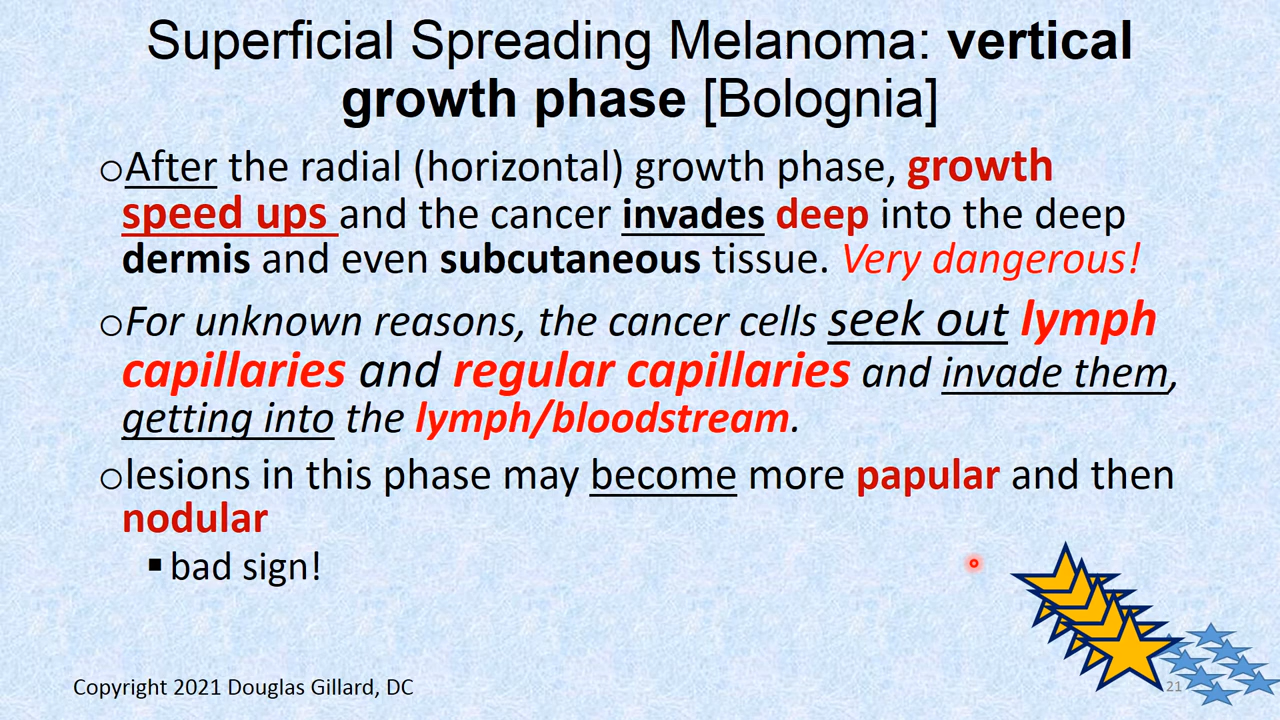 Superficial Spreading Melanoma: vertical
growth phase [Bolognia]
oAfter the radial (horizontal) growth phase, growth
speed ups and the cancer invades deep into the deep
dermis and even subcutaneous tissue. Very dangerous!
oFor unknown reasons, the cancer cells seek out lymph
capillaries and regular capillaries and invade them,
getting into the lymph/bloodstream.
olesions in this phase may become more papular and then
nodular
▪ bad sign!
Copyright 2021 Douglas Gillard, DC
21